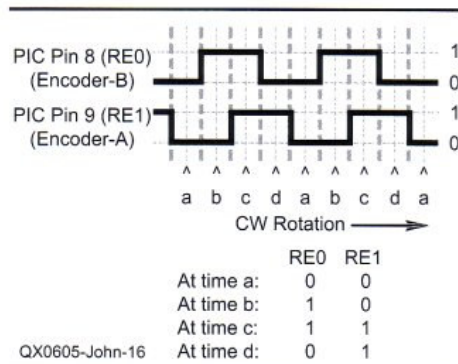 PIC Pin 8 (RE0)
(Encoder-B)
1
0
PIC Pin 9 (RE1)
(Encoder-A)
1
0
^ ^ ^ ^ ^ ^ ^ ^ ^
a b c d a b c d a
CW Rotation
RE0 RE1
At time a: 0 0
At time b: 1 0
At time c: 1 1
At time d: 0 1
QX0605-John-16